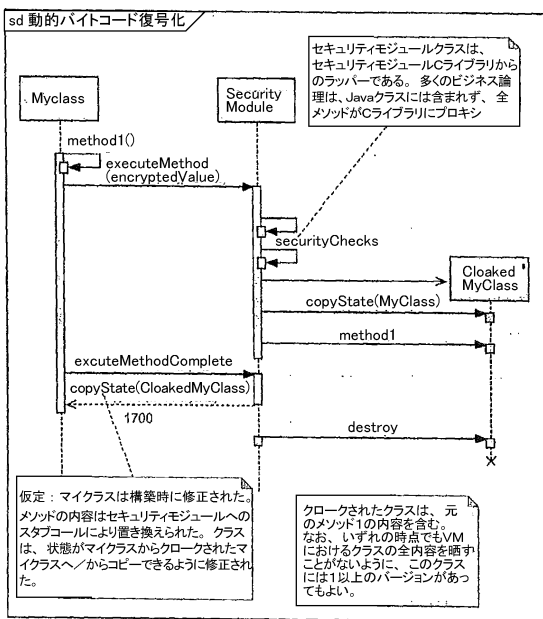 sd 動的バイトコード復号化
セキュリティモジュールクラスは、
セキュリティモジュールCライブラリから
のラッパーである。 多くのビジネス論
理は、Javaクラスには含まれず、 全
メソッドがCライブラリにプロキシ
Myclass
Security
Module
method1()
executeMethod
(encryptedValue)
securityChecks
Cloaked
MyClass
copyState(MyClass)
method1
excuteMethodComplete
copyState(CloakedMyClass)
1700
destroy
仮定：マイクラスは構築時に修正された。
メソッドの内容はセキュリティモジュールへの
スタブコールにより置き換えられた。 クラス
は、状態がマイクラスからクロークされたマ
イクラスへ／からコピーできるように修正され
た。
クロークされたクラスは、 元
のメソッド1の内容を含む。
なお、いずれの時点でもVM
におけるクラスの全内容を晒す
ことがないように、このクラス
には1以上のバージョンがあっ
てもよい。